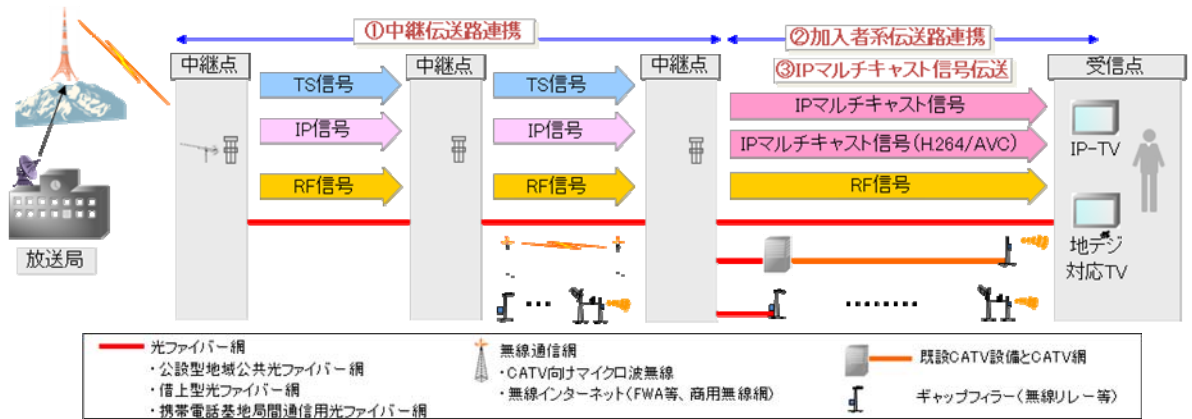 ①中継伝送路連携
②加入者系伝送路連携
③IPマルチキャスト信号伝送
中継点
中継点
中継点
受信点
TS信号
TS信号
IPマルチキャスト信号
IP信号
IP信号
IPマルチキャスト信号(H.264/AVC)
RF信号
RF信号
RF信号
IP-TV
地デジ
対応TV
放送局
光ファイバー網
・公設型地域公共光ファイバー網
・借上型光ファイバー網
・携帯電話基地局間通信用光ファイバー網
無線通信網
・CATV向けマイクロ波無線
・無線インターネット(FWA等、商用無線網)
既設CATV設備とCATV網
ギャップフィラー(無線リレー等)